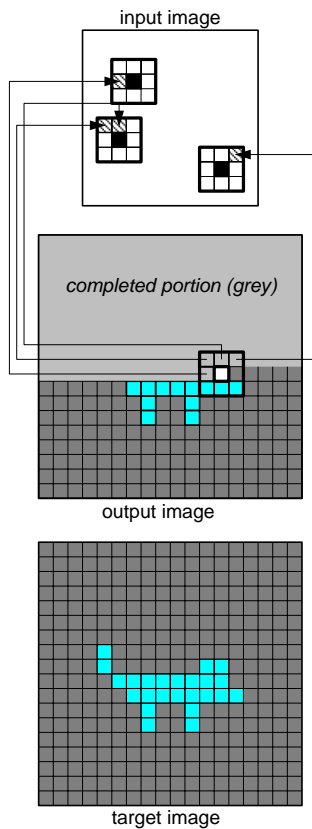 input image
completed portion (grey)
output image
target image